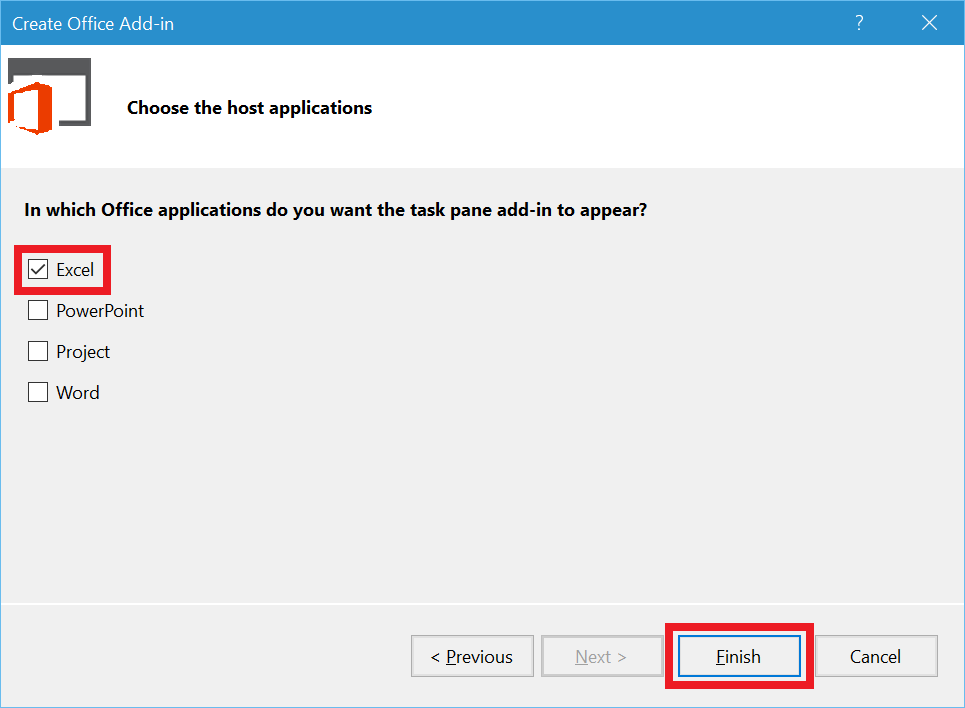 Create Office Add-in
?
Choose the host applications
In which Office applications do you want the task pane add-in to appear?
Excel
PowerPoint
Project
Word
< Previous
Next >
Finish
Cancel